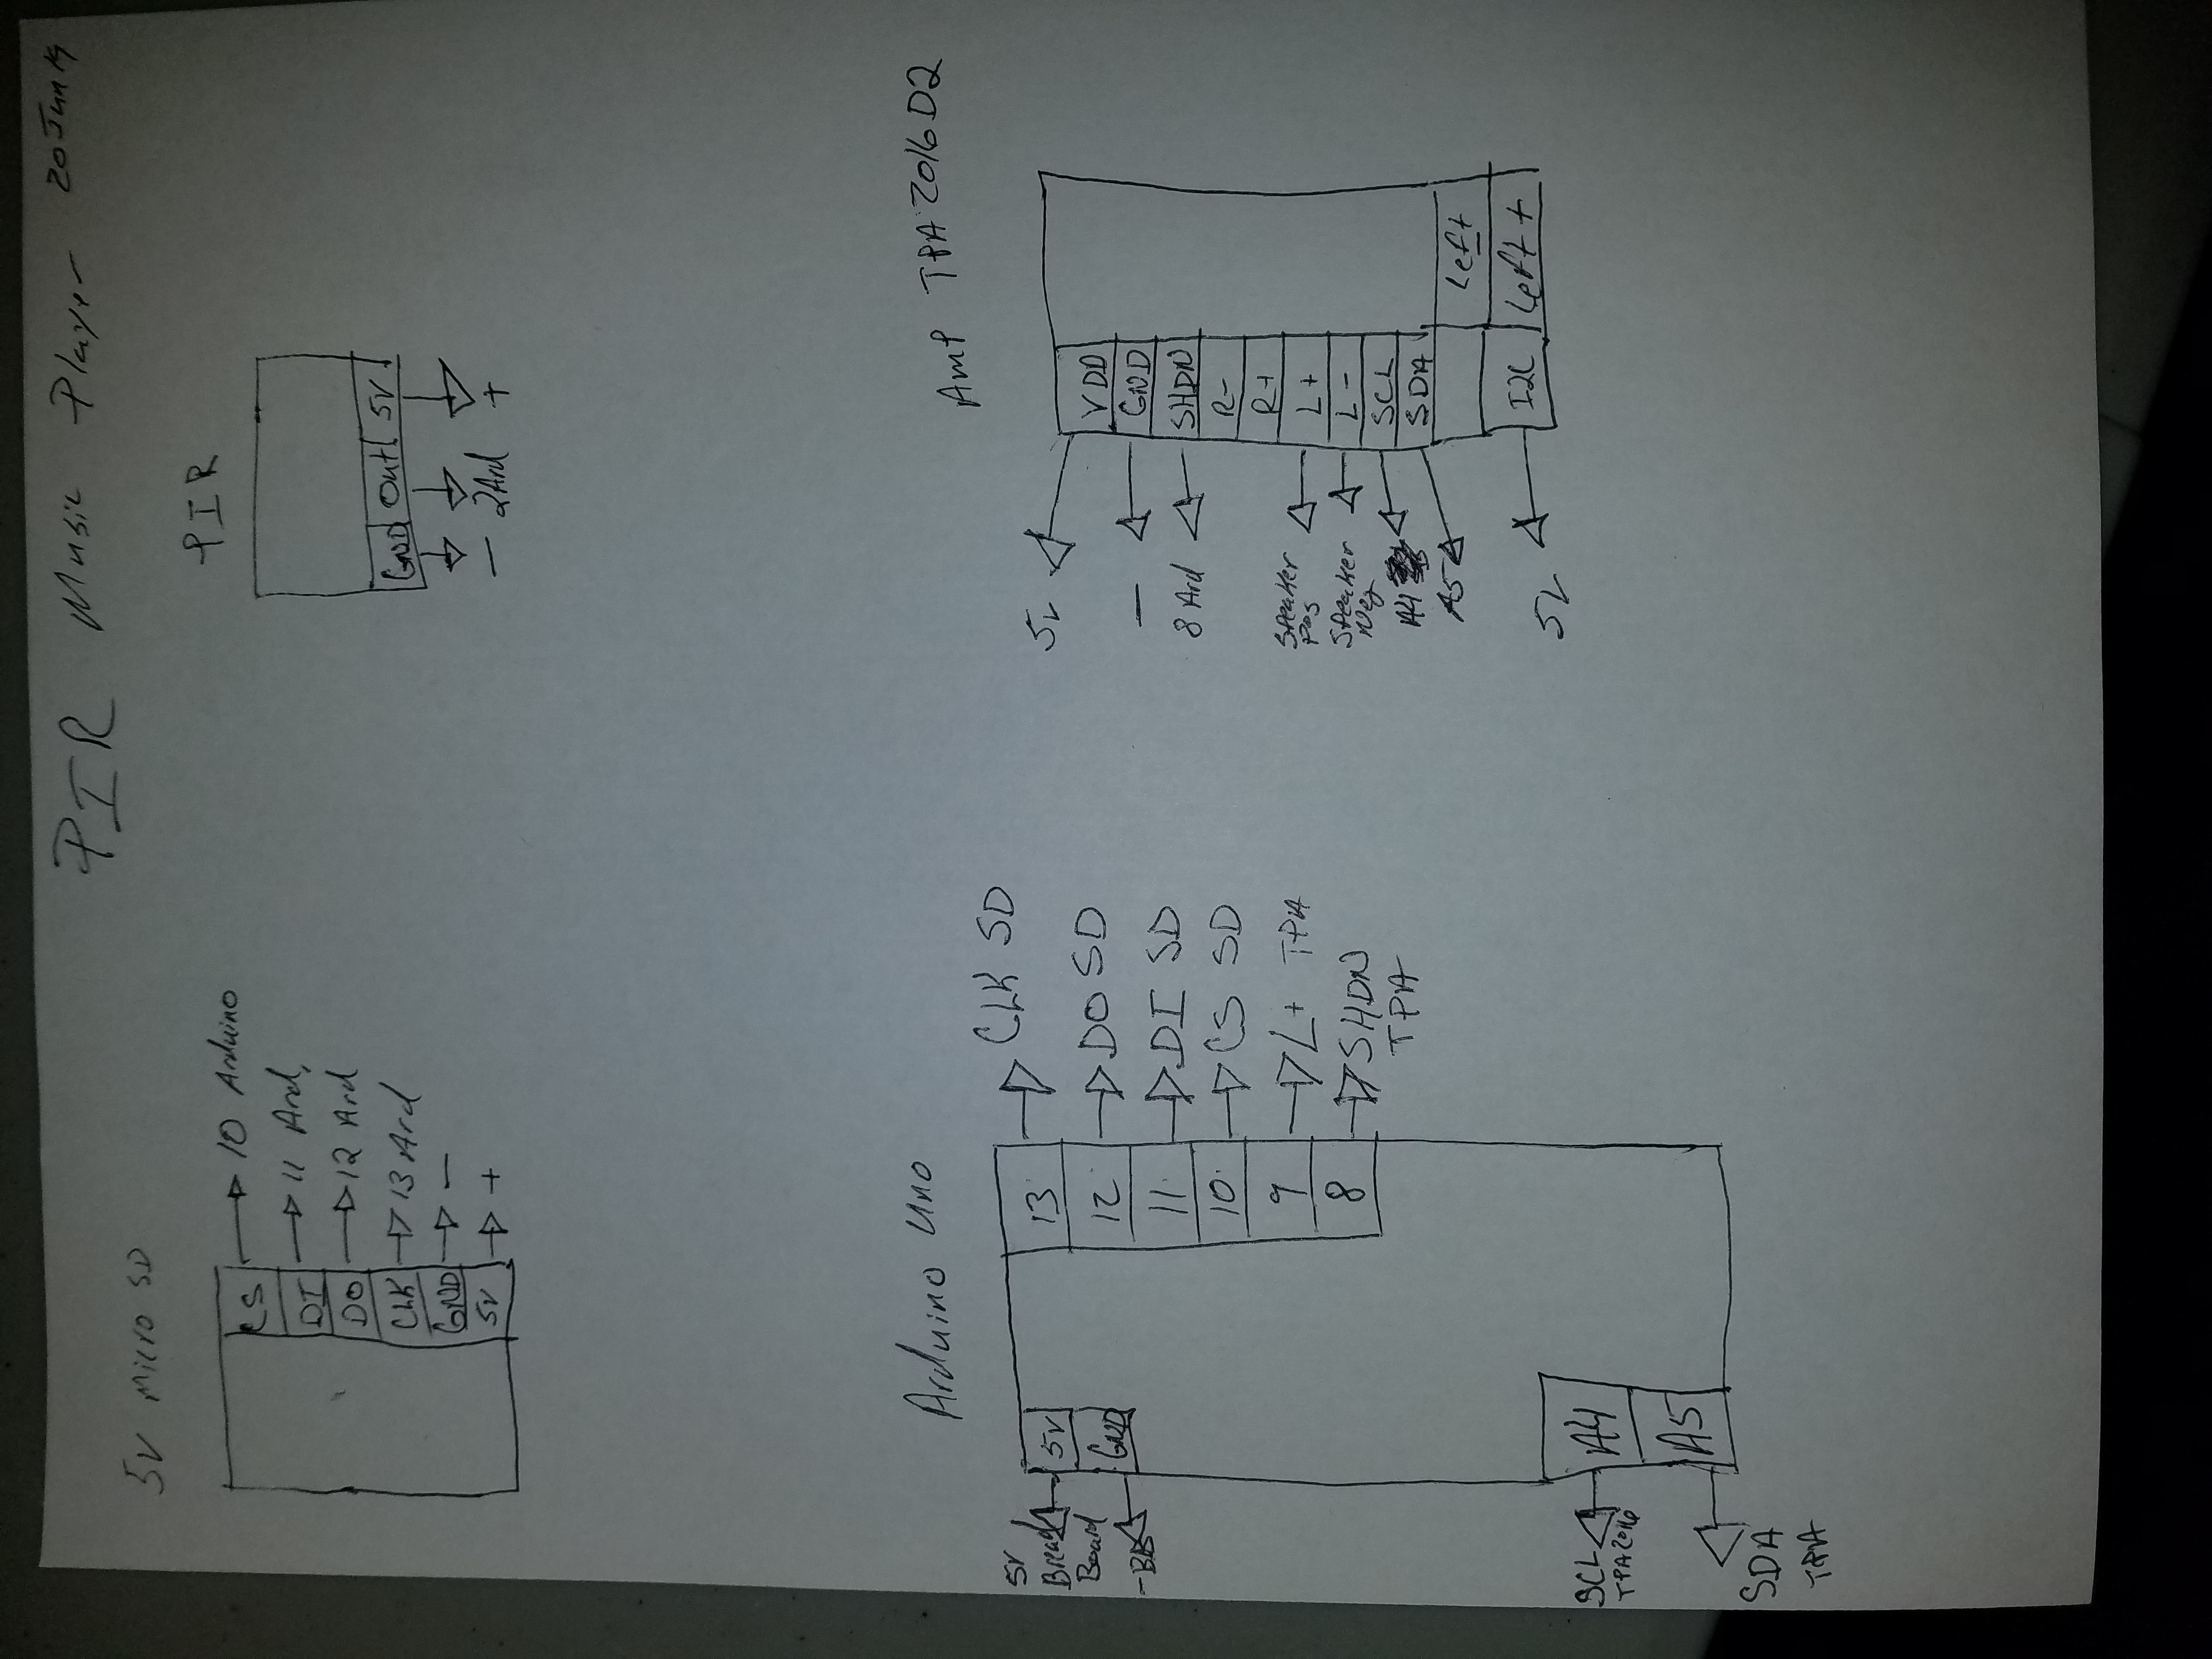 PIR Music Player 20 Jun 19
5V Micro SD
CS 10 Arduino
DI 11 Ard,
DO 12 Ard
CLK 13 Ard
GND -
5V +
PIR
GND Out 5V
- 2Ard +
Arduino Uno
5V
Bread
Board
5V
GND
-BB
13 CLK SD
12 DO SD
11 DI SD
10 CS SD
9 L+ TPA
8 SHDN
TPA
SCL
TPA2016
A4
A5
SDA
TPA
Amp TPA 2016 D2
5v VDD
- GND
8 Ard SHDN
R-
R+
Speaker
Pos
L+
Speaker
Neg
L-
A4 SCL
A5 SDA
Left -
5v I2C Left +